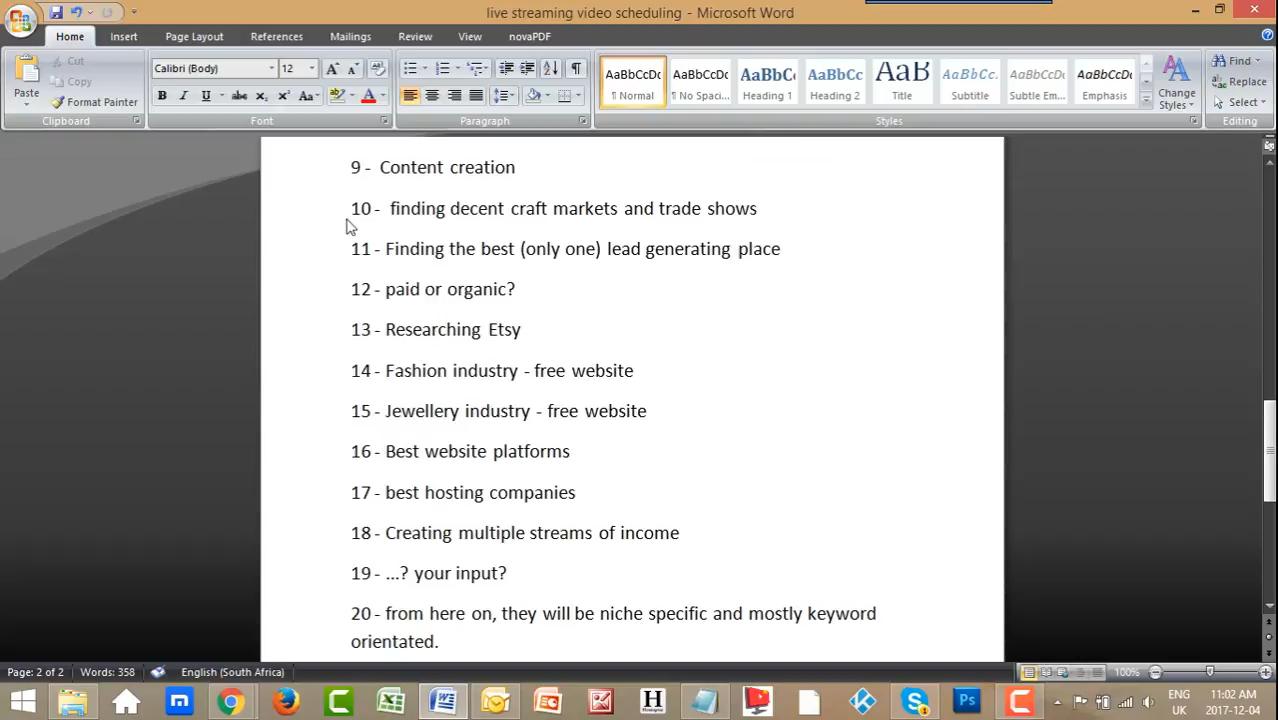 live streaming video scheduling - Microsoft Word
Home Insert Page Layout References Mailings Review View novaPDF
Paste
Cut
Copy
Format Painter
Clipboard
Calibri (Body) 12
Font
Paragraph
AaBbCcDc AaBbCcDc AaBbCc AaBbCc AaB AaBbCc. AaBbCcDc AaBbCcDc
¶ Normal ¶ No Spaci... Heading 1 Heading 2 Title Subtitle Subtle Em... Emphasis
Change
Styles
Styles
Find
Replace
Select
Editing
9 - Content creation
10 - finding decent craft markets and trade shows
11 - Finding the best (only one) lead generating place
12 - paid or organic?
13 - Researching Etsy
14 - Fashion industry - free website
15 - Jewellery industry - free website
16 - Best website platforms
17 - best hosting companies
18 - Creating multiple streams of income
19 - ...? your input?
20 - from here on, they will be niche specific and mostly keyword
orientated.
Page: 2 of 2 Words: 358 English (South Africa) 100%
ENG
UK
11:02 AM
2017-12-04